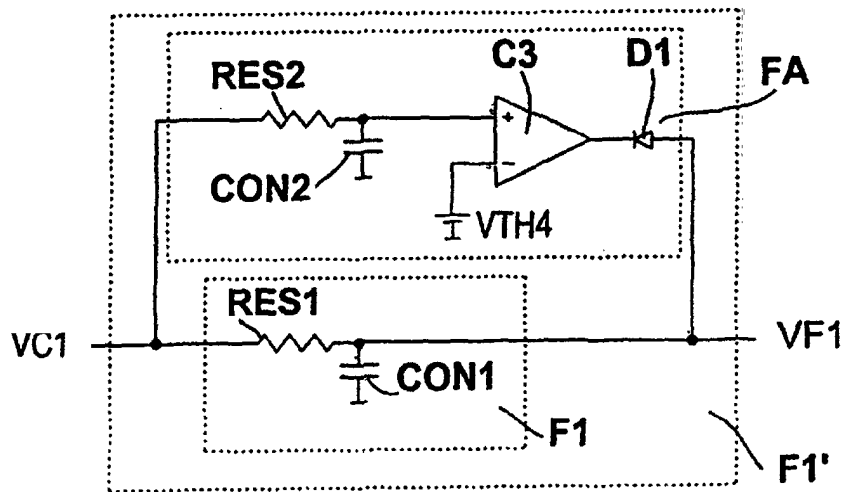 C3
D1
FA
RES2
+
−
CON2
VTH4
RES1
VC1
VF1
CON1
F1
F1'